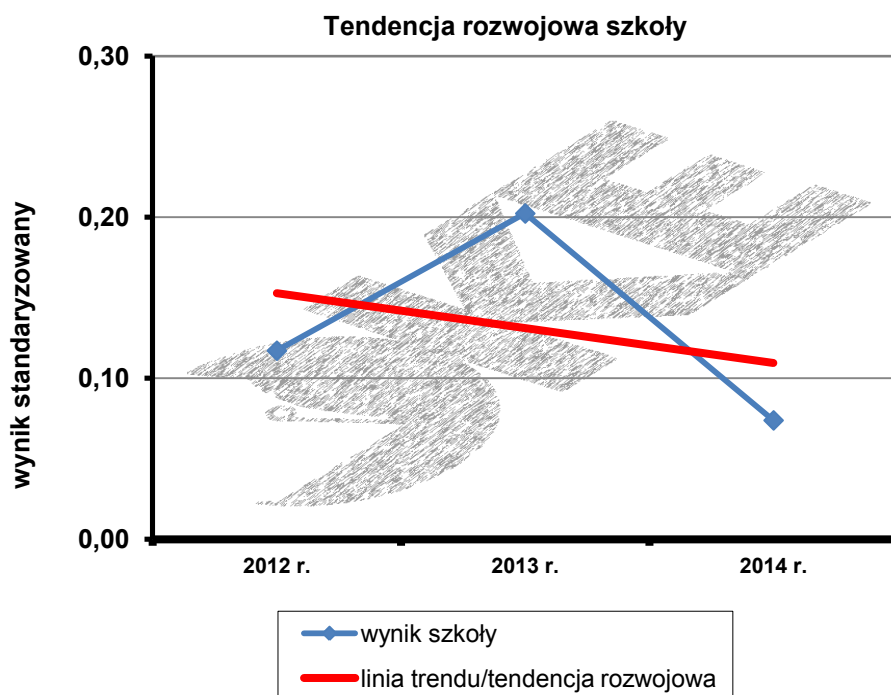 Tendencja rozwojowa szkoły
0,30
0,20
0,10
0,00
wynik standaryzowany
2012 r.
2013 r.
2014 r.
wynik szkoły
linia trendu/tendencja rozwojowa